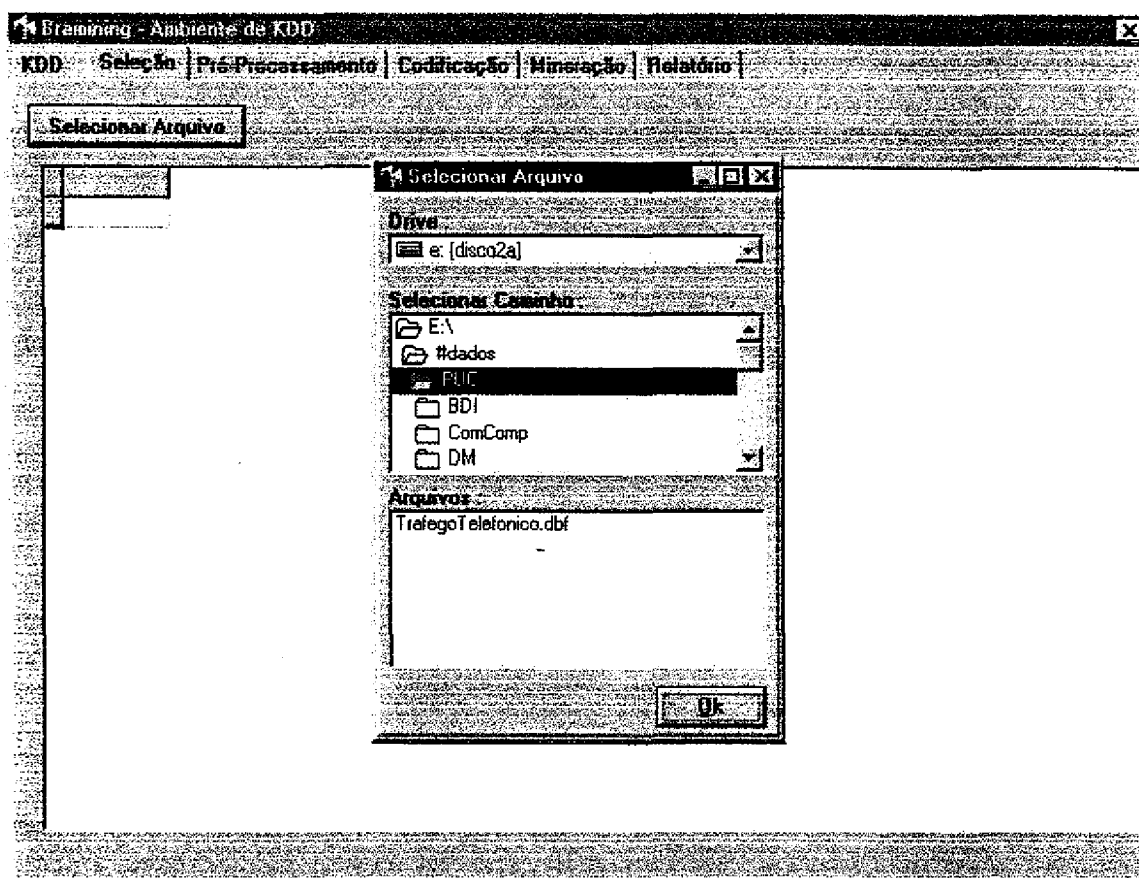 Bramining - Ambiente de KDD
KDD Seleção Pré-Processamento Codificação Mineração Relatório
Selecionar Arquivo
Selecionar Arquivo
Drive
e: [disco2a]
Selecionar Caminho:
E:\
#dados
PUC
BDI
ComComp
DM
Arquivos
TrafegoTelefonico.dbf
Ok